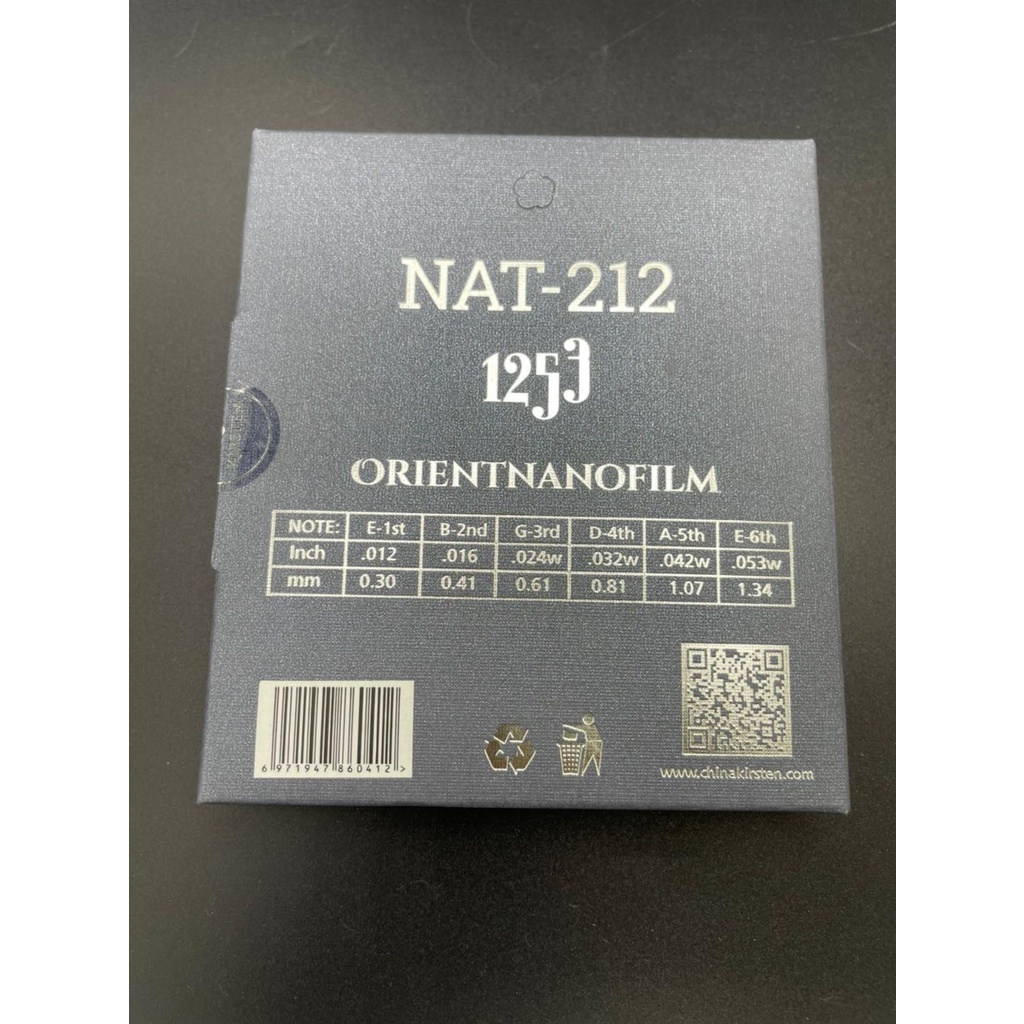 NAT-212
1253
ORIENTNANOFILM
NOTE: E-1st B-2nd G-3rd D-4th A-5th E-6th
Inch .012 .016 .024w .032w .042w .053w
mm 0.30 0.41 0.61 0.81 1.07 1.34
6 971947 860412 >
www.chinakirsten.com